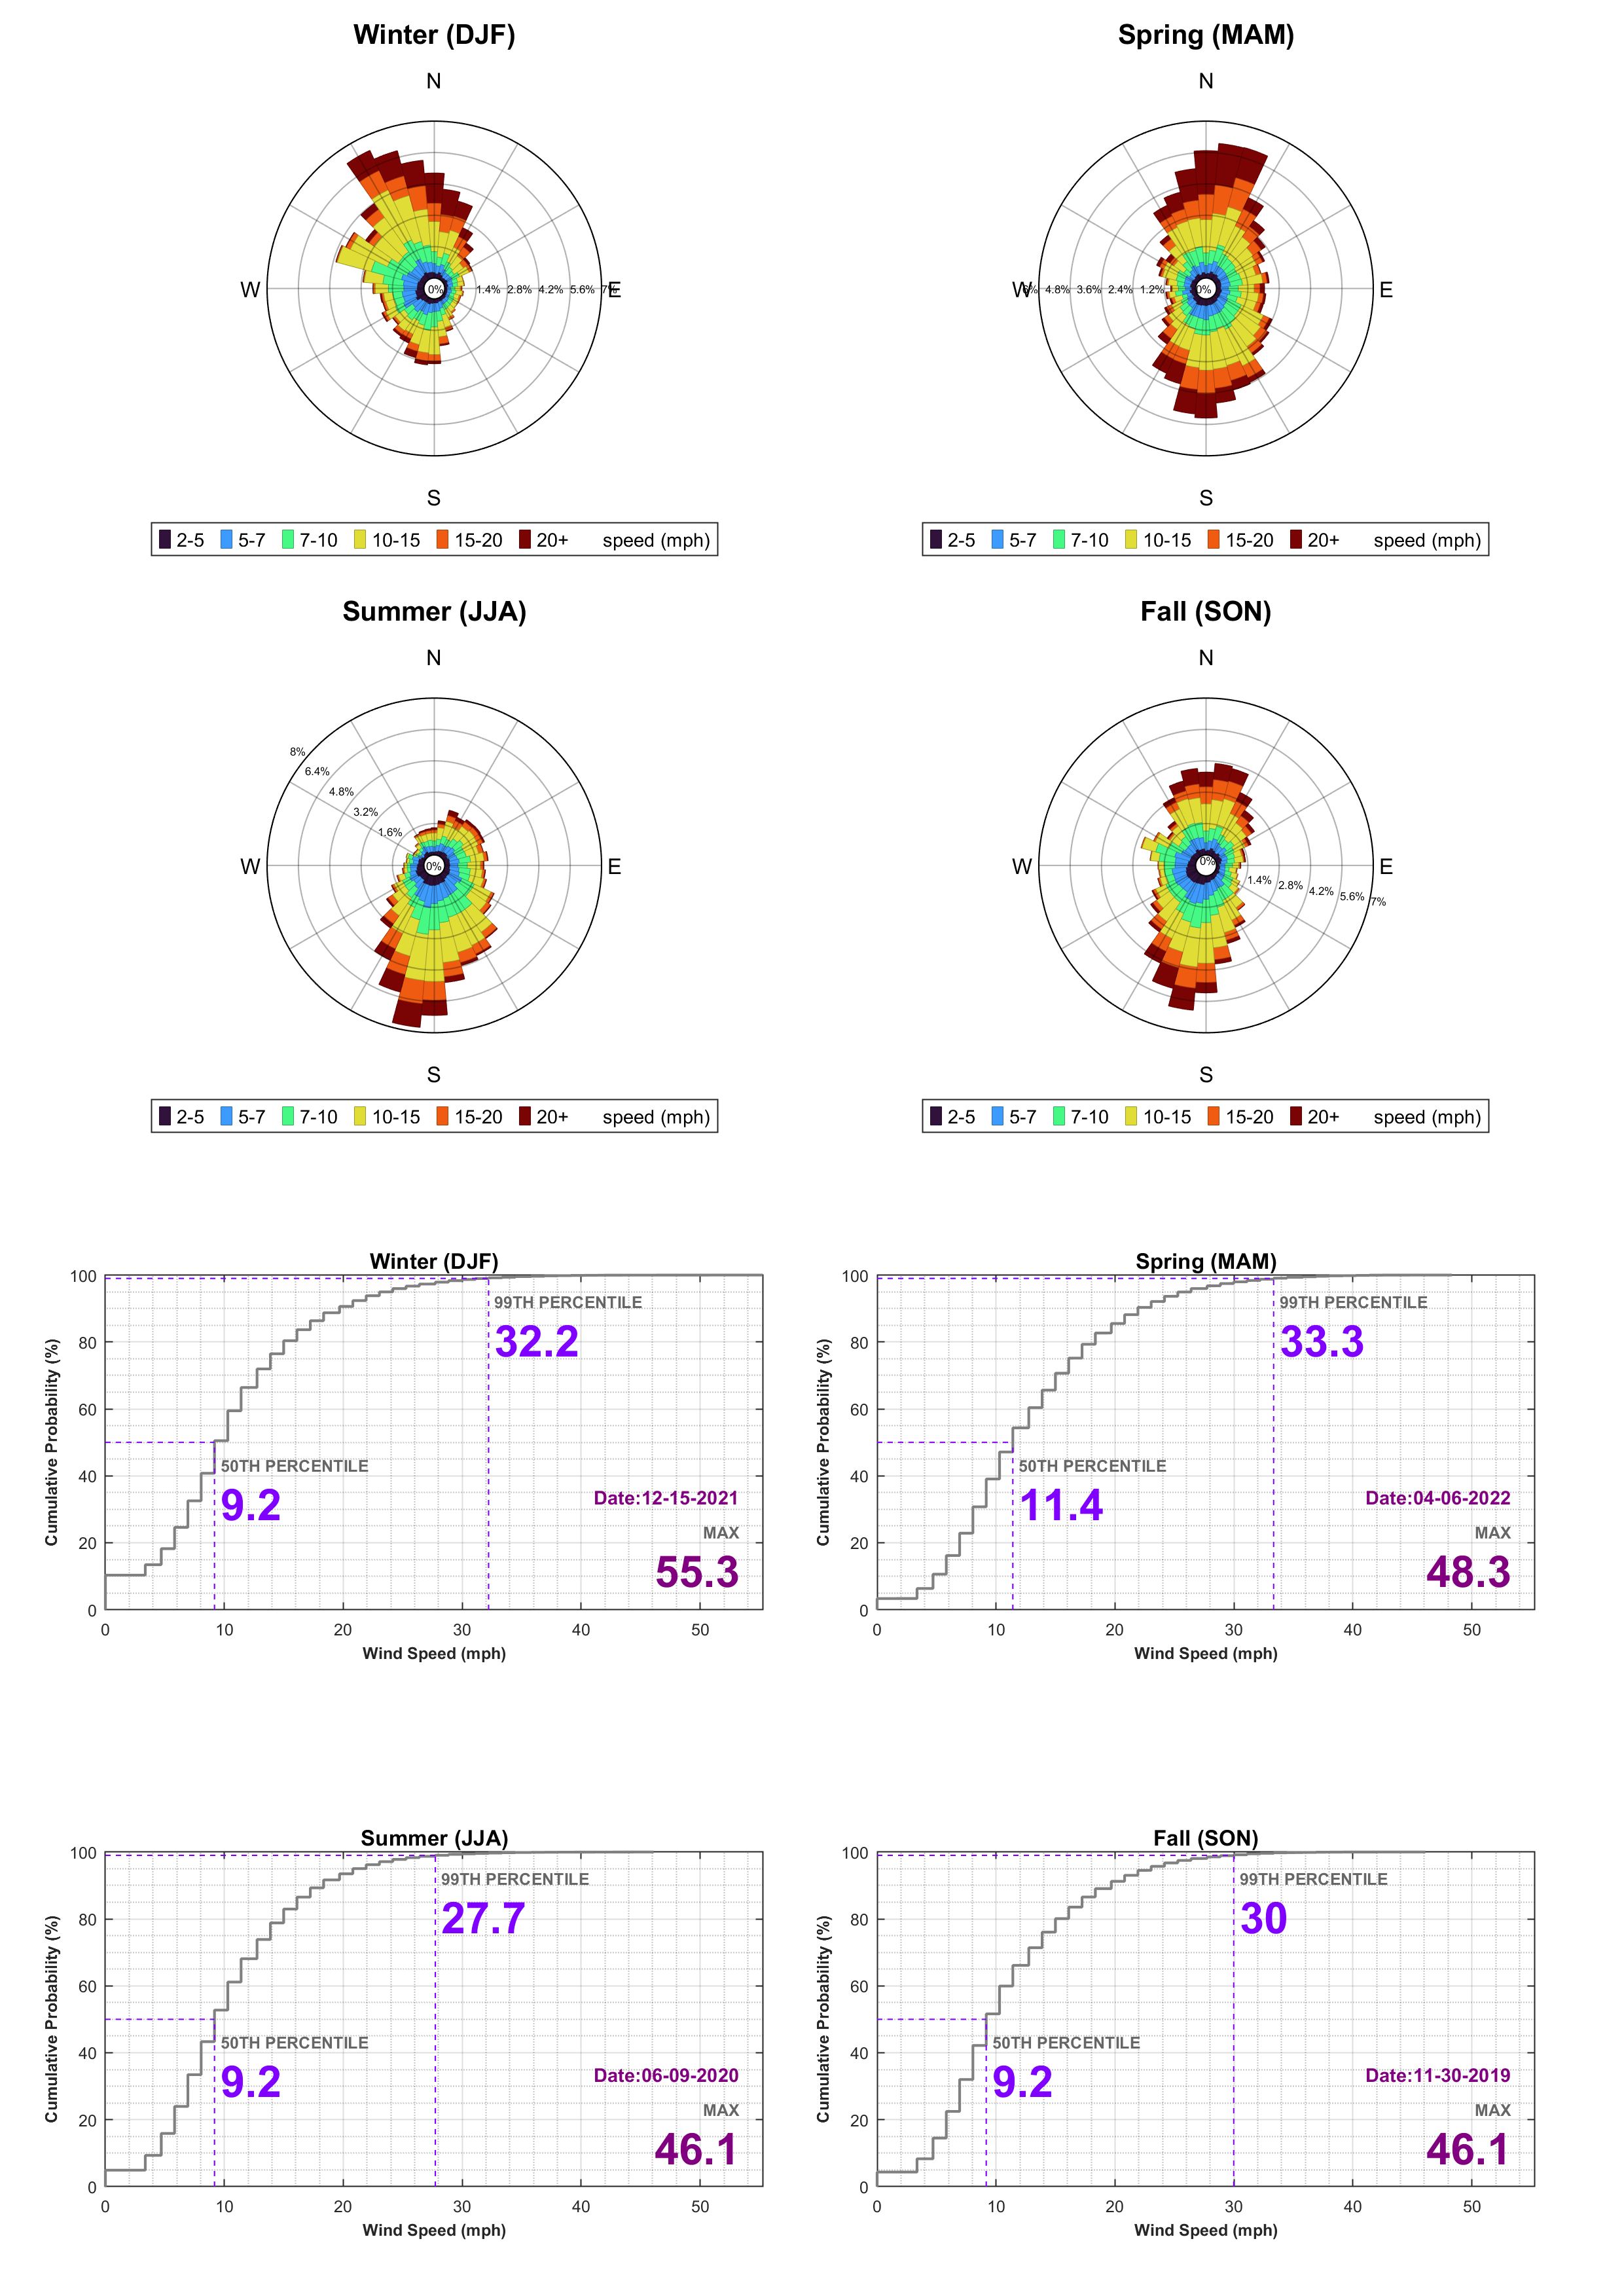 Winter (DJF)
Spring (MAM)
N
N
W
0%
1.4%
2.8%
4.2%
5.6%
7%
E
W
6%
4.8%
3.6%
2.4%
1.2%
0%
E
S
S
2-5 5-7 7-10 10-15 15-20 20+ speed (mph)
2-5 5-7 7-10 10-15 15-20 20+ speed (mph)
Summer (JJA)
Fall (SON)
N
N
8%
6.4%
4.8%
3.2%
1.6%
0%
W
E
W
0%
1.4%
2.8%
4.2%
5.6%
7%
E
S
S
2-5 5-7 7-10 10-15 15-20 20+ speed (mph)
2-5 5-7 7-10 10-15 15-20 20+ speed (mph)
Winter (DJF)
100
80
60
40
20
0
Cumulative Probability (%)
99TH PERCENTILE
32.2
50TH PERCENTILE
9.2
Date:12-15-2021
MAX
55.3
0 10 20 30 40 50
Wind Speed (mph)
Spring (MAM)
100
80
60
40
20
0
Cumulative Probability (%)
99TH PERCENTILE
33.3
50TH PERCENTILE
11.4
Date:04-06-2022
MAX
48.3
0 10 20 30 40 50
Wind Speed (mph)
Summer (JJA)
100
80
60
40
20
0
Cumulative Probability (%)
99TH PERCENTILE
27.7
50TH PERCENTILE
9.2
Date:06-09-2020
MAX
46.1
0 10 20 30 40 50
Wind Speed (mph)
Fall (SON)
100
80
60
40
20
0
Cumulative Probability (%)
99TH PERCENTILE
30
50TH PERCENTILE
9.2
Date:11-30-2019
MAX
46.1
0 10 20 30 40 50
Wind Speed (mph)